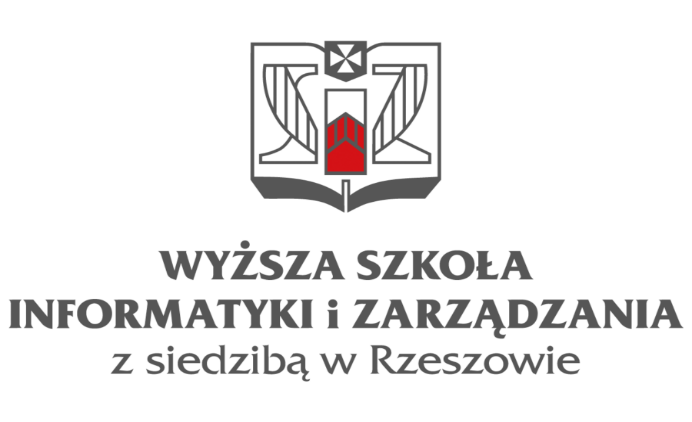 WYŻSZA SZKOŁA
INFORMATYKI i ZARZĄDZANIA
z siedzibą w Rzeszowie